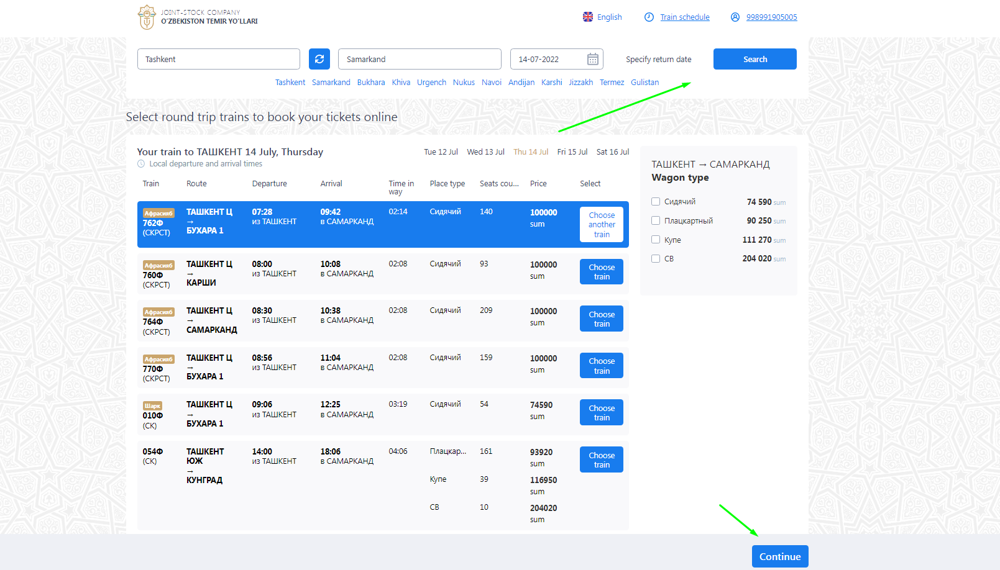 JOINT-STOCK COMPANY
O'ZBEKISTON TEMIR YO'LLARI
English
Train schedule
998991905005
Tashkent
Samarkand
14-07-2022
Specify return date
Search
Tashkent Samarkand Bukhara Khiva Urgench Nukus Navoi Andijan Karshi Jizzakh Termez Gulistan
Select round trip trains to book your tickets online
Your train to ТАШКЕНТ 14 July, Thursday
Tue 12 Jul Wed 13 Jul Thu 14 Jul Fri 15 Jul Sat 16 Jul
Local departure and arrival times
Train Route Departure Arrival Time in way Place type Seats cou... Price Select
Афрасияб ТАШКЕНТ Ц 07:28 09:42 02:14 Сидячий 140 100000 Choose
762Ф → из ТАШКЕНТ в САМАРКАНД sum another
(СКРСТ) БУХАРА 1 train
Афрасияб ТАШКЕНТ Ц 08:00 10:08 02:08 Сидячий 93 100000 Choose
760Ф → из ТАШКЕНТ в САМАРКАНД sum train
(СКРСТ) КАРШИ
Афрасияб ТАШКЕНТ Ц 08:30 10:38 02:08 Сидячий 209 100000 Choose
764Ф → из ТАШКЕНТ в САМАРКАНД sum train
(СКРСТ) САМАРКАНД
Афрасияб ТАШКЕНТ Ц 08:56 11:04 02:08 Сидячий 159 100000 Choose
770Ф → из ТАШКЕНТ в САМАРКАНД sum train
(СКРСТ) БУХАРА 1
Шарк ТАШКЕНТ Ц 09:06 12:25 03:19 Сидячий 54 74590 Choose
010Ф → из ТАШКЕНТ в САМАРКАНД sum train
(СК) БУХАРА 1
054Ф ТАШКЕНТ 14:00 18:06 04:06 Плацкар... 161 93920 Choose
(СК) ЮЖ из ТАШКЕНТ в САМАРКАНД sum train
→
КУНГРАД Купе 39 116950
sum
СВ 10 204020
sum
ТАШКЕНТ → САМАРКАНД
Wagon type
Сидячий 74 590 sum
Плацкартный 90 250 sum
Купе 111 270 sum
СВ 204 020 sum
Continue